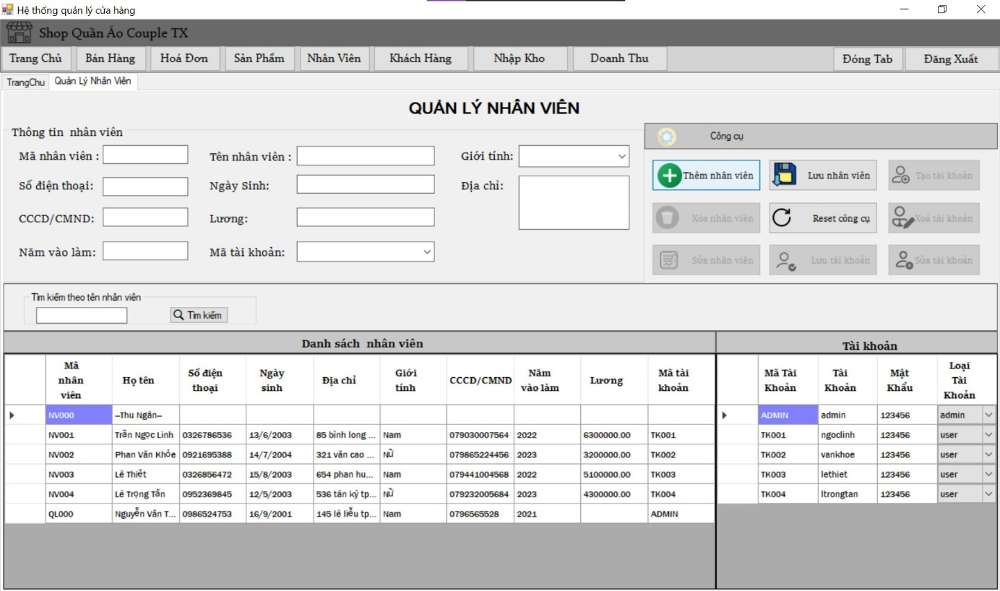 Hệ thống quản lý cửa hàng
Shop Quần Áo Couple TX
Trang Chủ Bán Hàng Hoá Đơn Sản Phẩm Nhân Viên Khách Hàng Nhập Kho Doanh Thu Đóng Tab Đăng Xuất
TrangChu Quản Lý Nhân Viên
QUẢN LÝ NHÂN VIÊN
Thông tin nhân viên
Công cụ
Mã nhân viên : Tên nhân viên : Giới tính:
Thêm nhân viên Lưu nhân viên Tạo tài khoản
Số điện thoại: Ngày Sinh: Địa chỉ:
CCCD/CMND: Lương:
Xóa nhân viên Reset công cụ Xoá tài khoản
Năm vào làm: Mã tài khoản:
Sửa nhân viên Lưu tài khoản Sửa tài khoản
Tìm kiếm theo tên nhân viên
Tìm kiếm
Danh sách nhân viên Tài khoản
Mã nhân viên Họ tên Số điện thoại Ngày sinh Địa chỉ Giới tính CCCD/CMND Năm vào làm Lương Mã tài khoản Mã Tài Khoản Tài Khoản Mật Khẩu Loại Tài Khoản
NV000 –Thu Ngân– ADMIN admin 123456 admin
NV001 Trần Ngọc Linh 0326786536 13/6/2003 85 bình long ... Nam 079030007564 2022 6300000.00 TK001 TK001 ngoclinh 123456 user
NV002 Phan Văn Khỏe 0921695388 14/7/2004 321 văn cao ... Nữ 079865224456 2023 3200000.00 TK002 TK002 vankhoe 123456 user
NV003 Lê Thiệt 0326856472 15/8/2003 654 phan hu... Nam 079441004568 2022 5100000.00 TK003 TK003 lethiet 123456 user
NV004 Lê Trọng Tấn 0952369845 12/5/2003 536 tân kỳ tp... Nữ 079232005684 2023 4300000.00 TK004 TK004 ltrongtan 123456 user
QL000 Nguyễn Văn T... 0986524753 16/9/2001 145 lê liễu tp... Nam 0796565528 2021 ADMIN